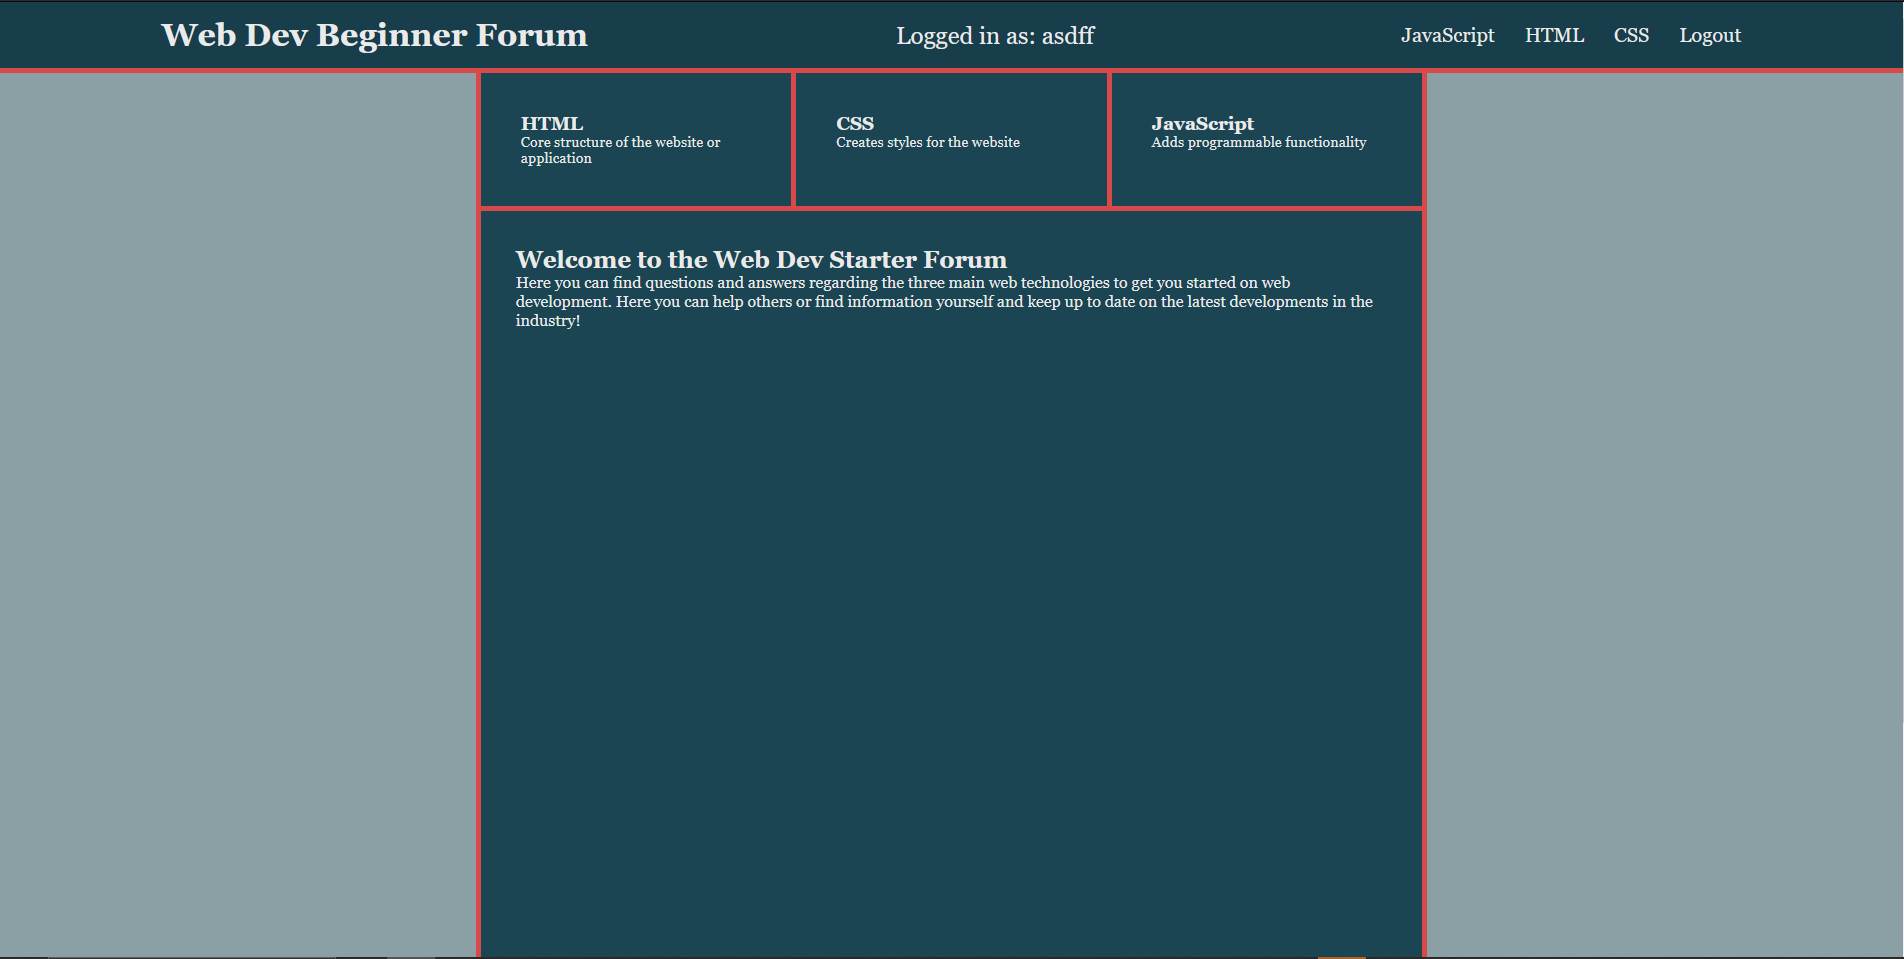 Web Dev Beginner Forum
Logged in as: asdff
JavaScript
HTML
CSS
Logout
HTML
Core structure of the website or
application
CSS
Creates styles for the website
JavaScript
Adds programmable functionality
Welcome to the Web Dev Starter Forum
Here you can find questions and answers regarding the three main web technologies to get you started on web
development. Here you can help others or find information yourself and keep up to date on the latest developments in the
industry!